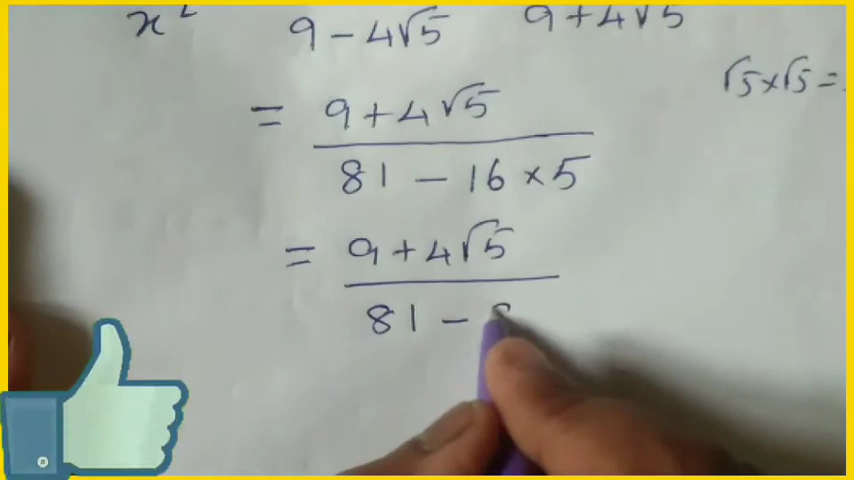 x² 9 - 4√5 9 + 4√5
√5 × √5 =
= 9 + 4√5
81 - 16 × 5
= 9 + 4√5
81 - 8